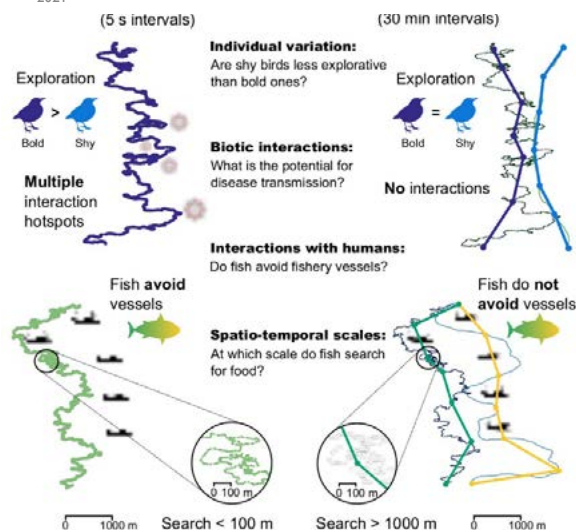 (5 s intervals)
(30 min intervals)
Individual variation:
Are shy birds less explorative
than bold ones?
Exploration
>
Bold
Shy
Exploration
=
Bold
Shy
Biotic interactions:
What is the potential for
disease transmission?
Multiple
interaction
hotspots
No interactions
Interactions with humans:
Do fish avoid fishery vessels?
Fish avoid
vessels
Fish do not
avoid vessels
Spatio-temporal scales:
At which scale do fish search
for food?
0 100 m
0 100 m
0 1000 m
Search < 100 m
Search > 1000 m
0 1000 m